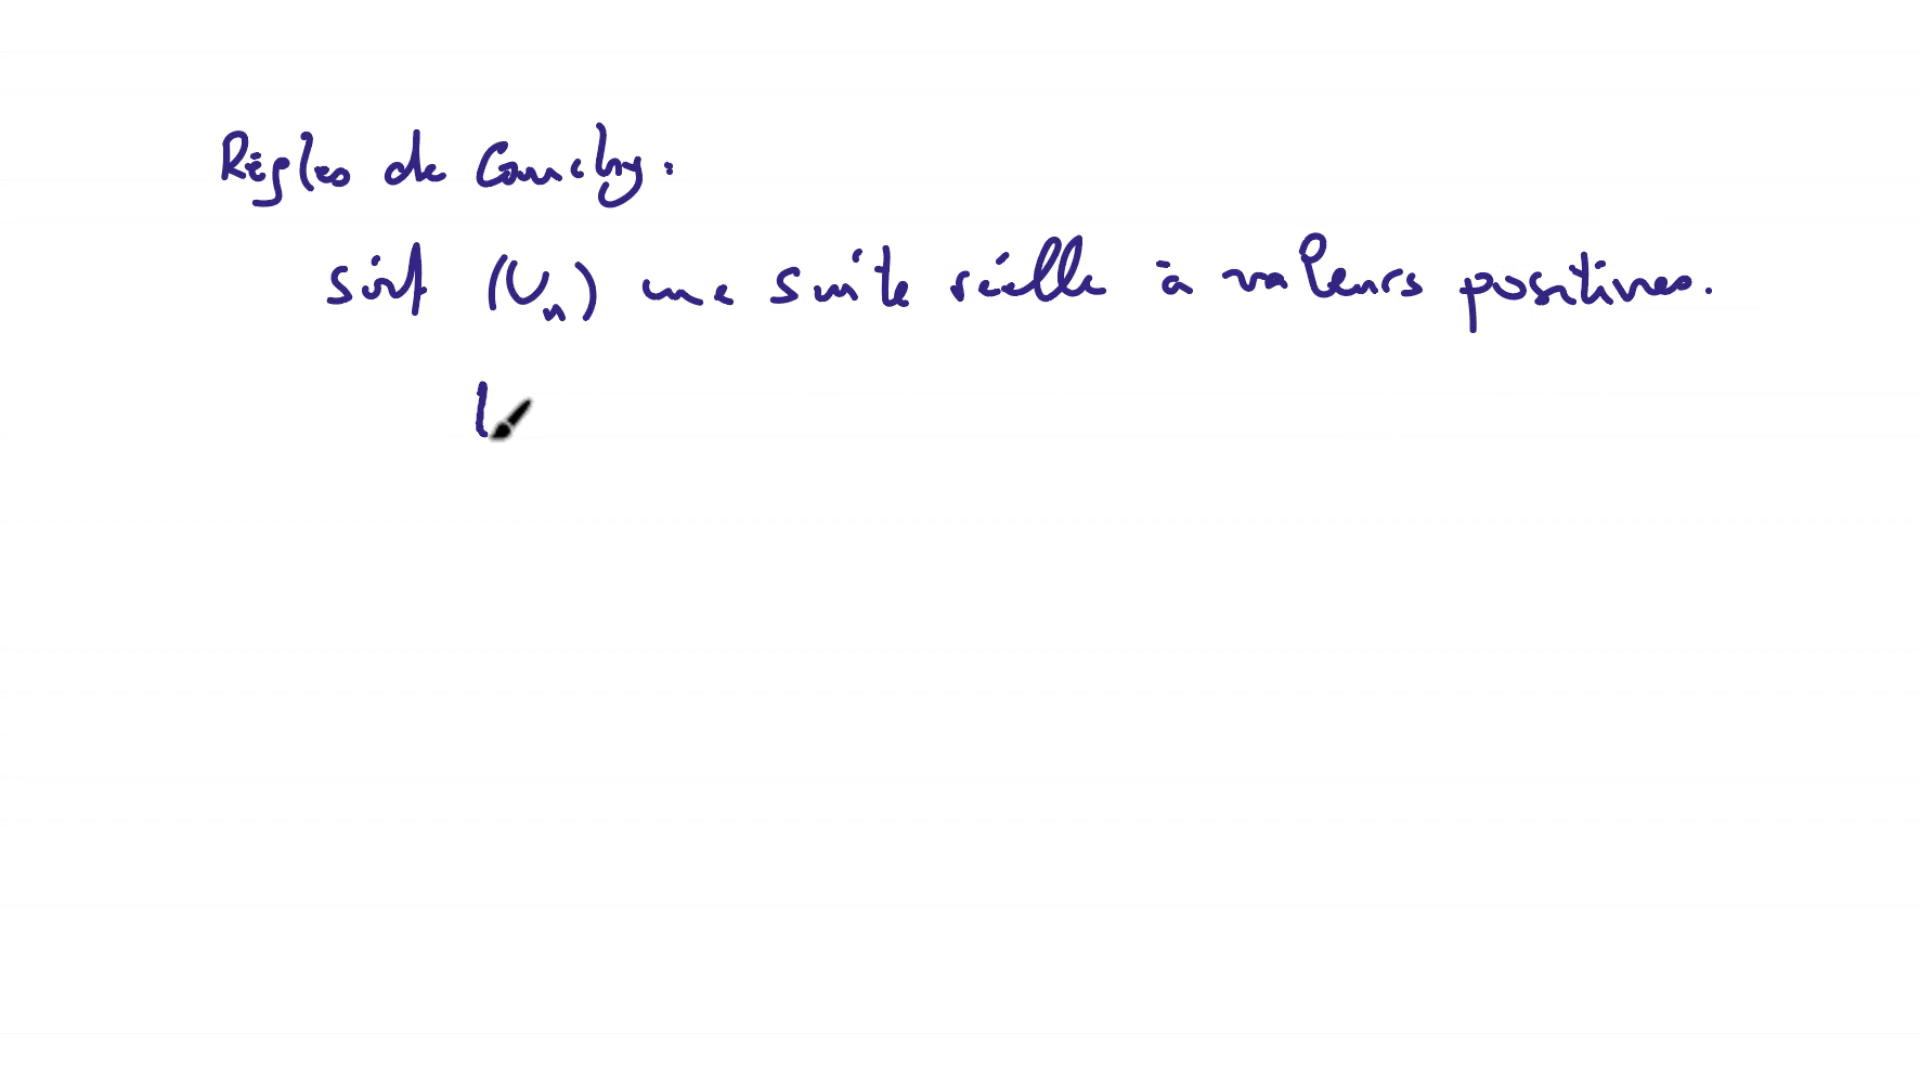 Règles de Cauchy:
soit (Un) une suite réelle à valeurs positives.